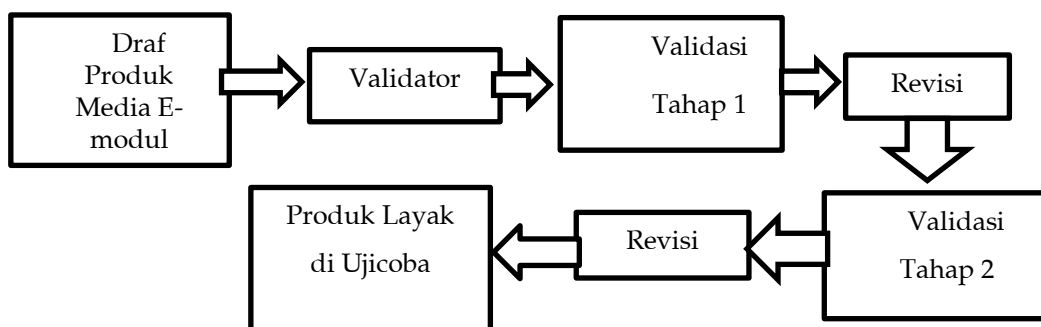 Draf
Produk
Media E-
modul
Validator
Validasi
Tahap 1
Revisi
Validasi
Tahap 2
Revisi
Produk Layak
di Ujicoba